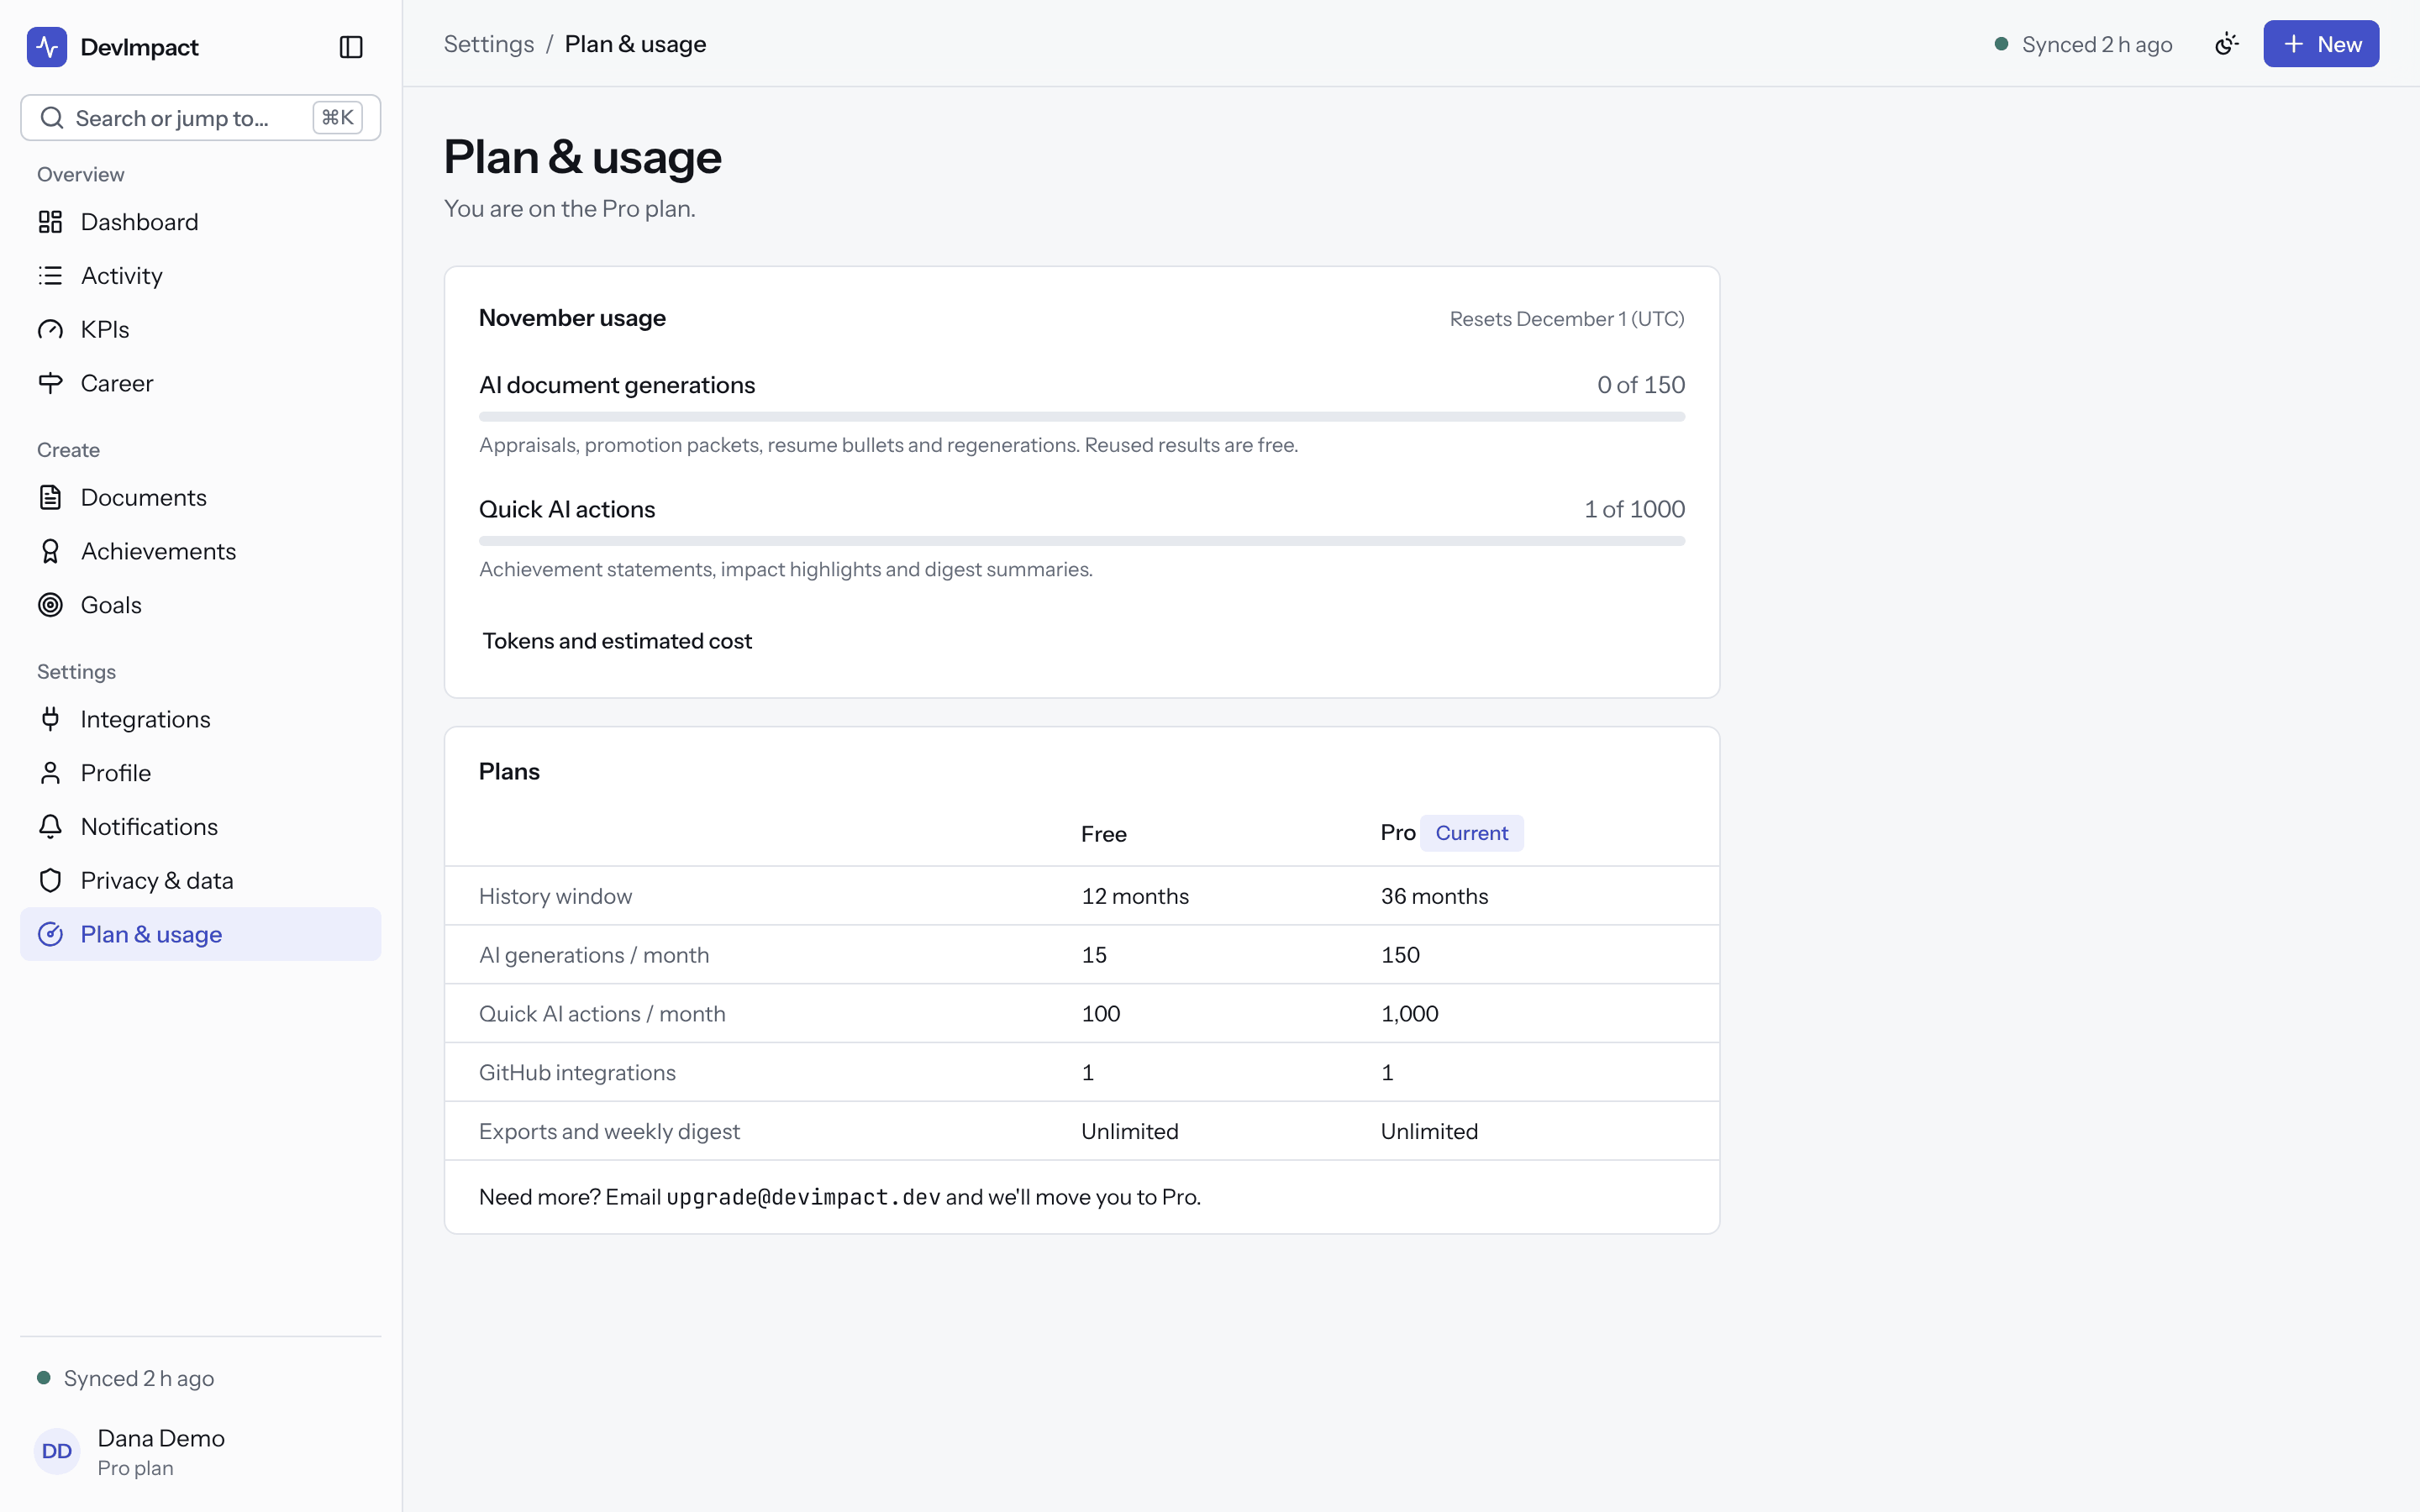 DevImpact
Search or jump to... ⌘K
Overview
Dashboard
Activity
KPIs
Career
Create
Documents
Achievements
Goals
Settings
Integrations
Profile
Notifications
Privacy & data
Plan & usage
Synced 2 h ago
DD
Dana Demo
Pro plan
Settings / Plan & usage
Synced 2 h ago
New
Plan & usage
You are on the Pro plan.
November usage
Resets December 1 (UTC)
AI document generations
0 of 150
Appraisals, promotion packets, resume bullets and regenerations. Reused results are free.
Quick AI actions
1 of 1000
Achievement statements, impact highlights and digest summaries.
Tokens and estimated cost
Plans
Free Pro Current
History window 12 months 36 months
AI generations / month 15 150
Quick AI actions / month 100 1,000
GitHub integrations 1 1
Exports and weekly digest Unlimited Unlimited
Need more? Email upgrade@devimpact.dev and we'll move you to Pro.